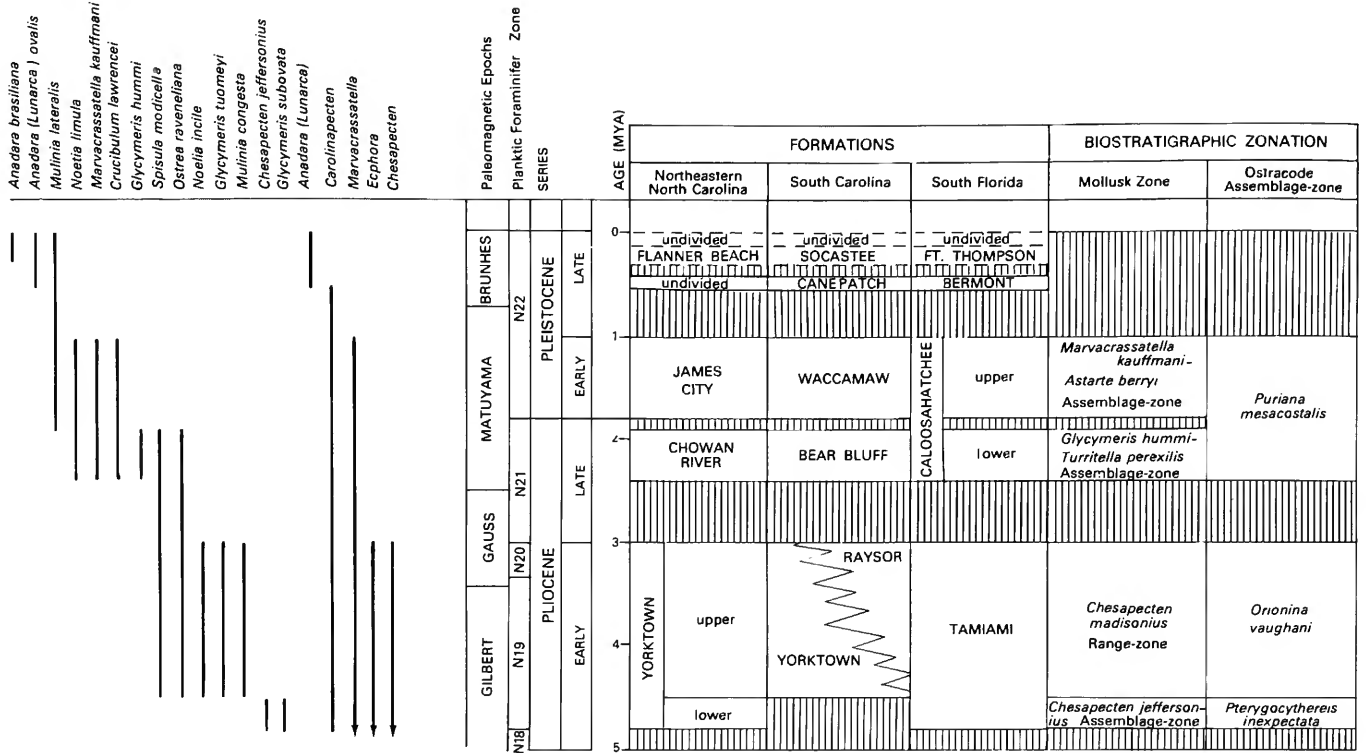 Anadara brasiliana
Anadara (Lunarca) ovalis
Mulinia lateralis
Noetia limula
Marvacrassatella kauffmani
Crucibulum lawrencei
Glycymeris hummi
Spisula modicella
Ostrea raveneliana
Noelia incile
Glycymeris tuomeyi
Mulinia congesta
Chesapecten jeffersonius
Glycymeris subovata
Anadara (Lunarca)
Carolinapecten
Marvacrassatella
Ecphora
Chesapecten
Paleomagnetic Epochs
Planktic Foraminifer Zone
SERIES
AGE (MYA)
FORMATIONS
BIOSTRATIGRAPHIC ZONATION
Northeastern
North Carolina
South Carolina
South Florida
Mollusk Zone
Ostracode
Assemblage-zone
BRUNHES
MATUYAMA
GAUSS
GILBERT
N22
N21
N20
N19
N18
PLEISTOCENE
PLIOCENE
LATE
EARLY
LATE
EARLY
0
1
2
3
4
5
undivided
FLANNER BEACH
undivided
JAMES
CITY
CHOWAN
RIVER
YORKTOWN
upper
lower
undivided
SOCASTEE
CANEPATCH
WACCAMAW
BEAR BLUFF
RAYSOR
YORKTOWN
undivided
FT. THOMPSON
BERMONT
CALOOSAHATCHEE
upper
lower
TAMIAMI
Marvacrassatella
kauffmani-
Astarte berryi
Assemblage-zone
Glycymeris hummi-
Turritella perexilis
Assemblage-zone
Chesapecten
madisonius
Range-zone
Chesapecten jefferson-
ius Assemblage-zone
Puriana
mesacostalis
Orionina
vaughani
Pterygocythereis
inexpectata